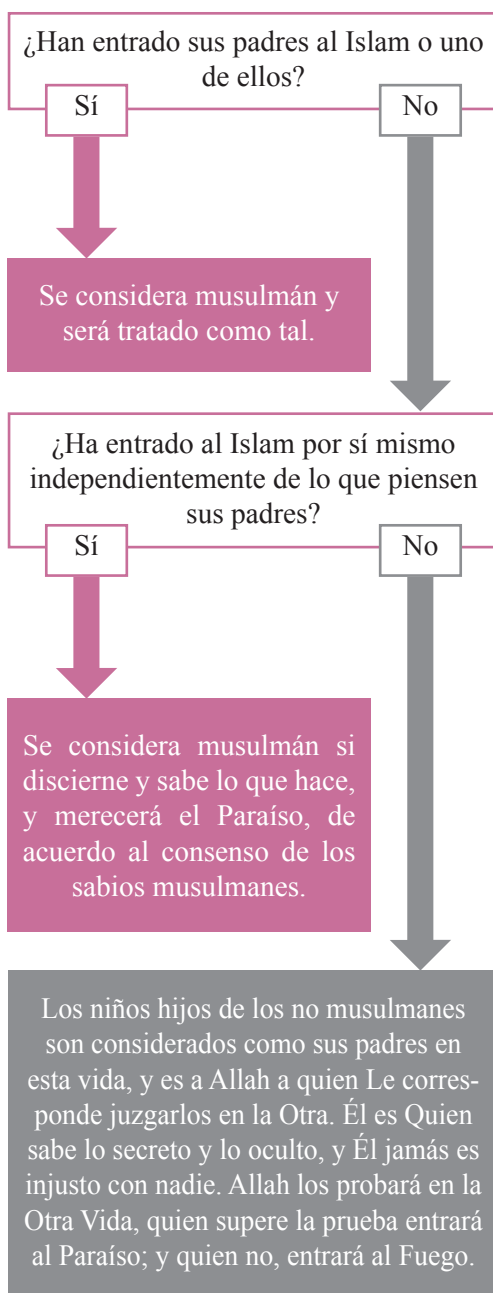 ¿Han entrado sus padres al Islam o uno
de ellos?
Sí
No
Se considera musulmán y
será tratado como tal.
¿Ha entrado al Islam por sí mismo
independientemente de lo que piensen
sus padres?
Sí
No
Se considera musulmán si
discierne y sabe lo que hace,
y merecerá el Paraíso, de
acuerdo al consenso de los
sabios musulmanes.
Los niños hijos de los no musulmanes
son considerados como sus padres en
esta vida, y es a Allah a quien Le corres-
ponde juzgarlos en la Otra. Él es Quien
sabe lo secreto y lo oculto, y Él jamás es
injusto con nadie. Allah los probará en la
Otra Vida, quien supere la prueba entrará
al Paraíso; y quien no, entrará al Fuego.